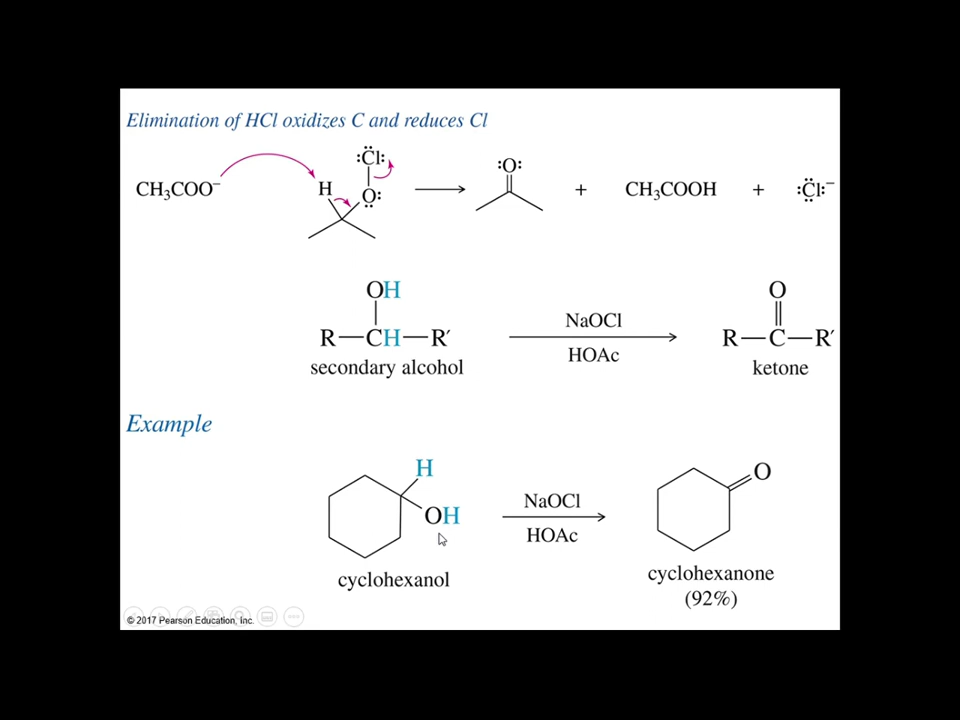 Elimination of HCl oxidizes C and reduces Cl
:C̈l:
CH₃COO⁻ H O: :O: + CH₃COOH + :Cl:⁻
OH O
R—CH—R′ NaOCl HOAc R—C—R′
secondary alcohol ketone
Example
H O
OH NaOCl HOAc
cyclohexanol cyclohexanone
(92%)
© 2017 Pearson Education, Inc.